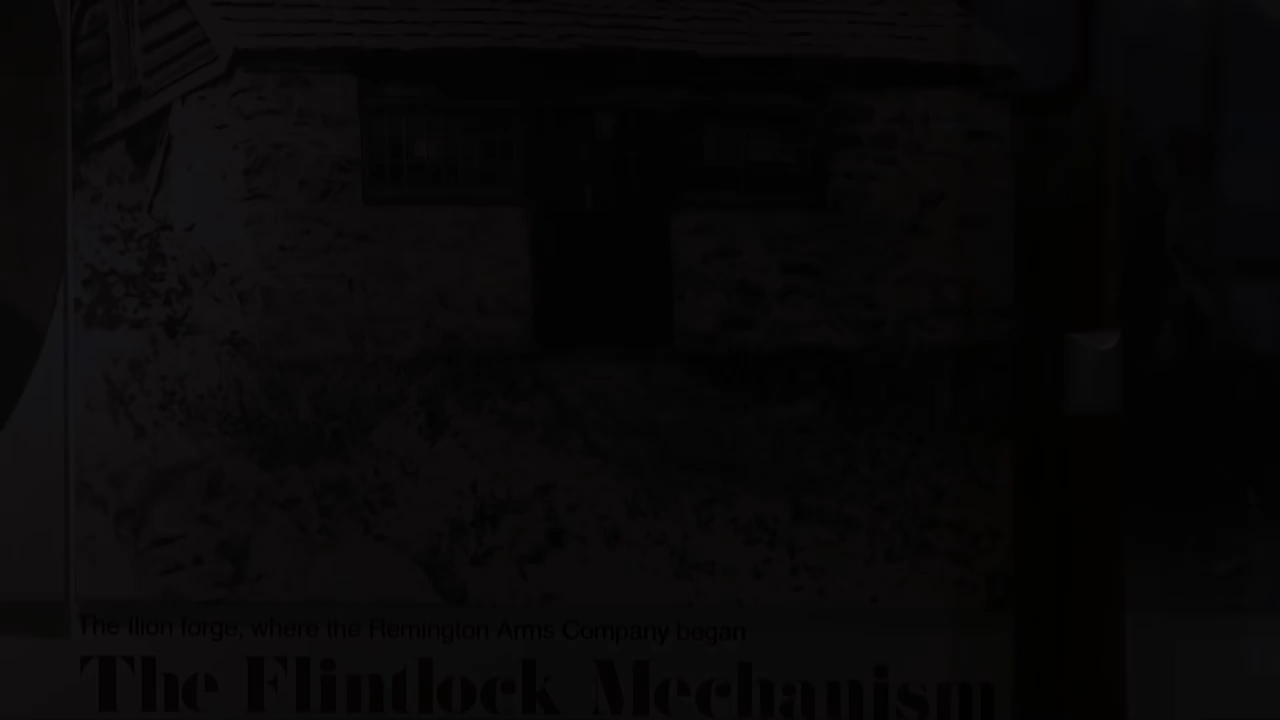 The Ilion forge, where the Remington Arms Company began
The Flintlock Mechanism